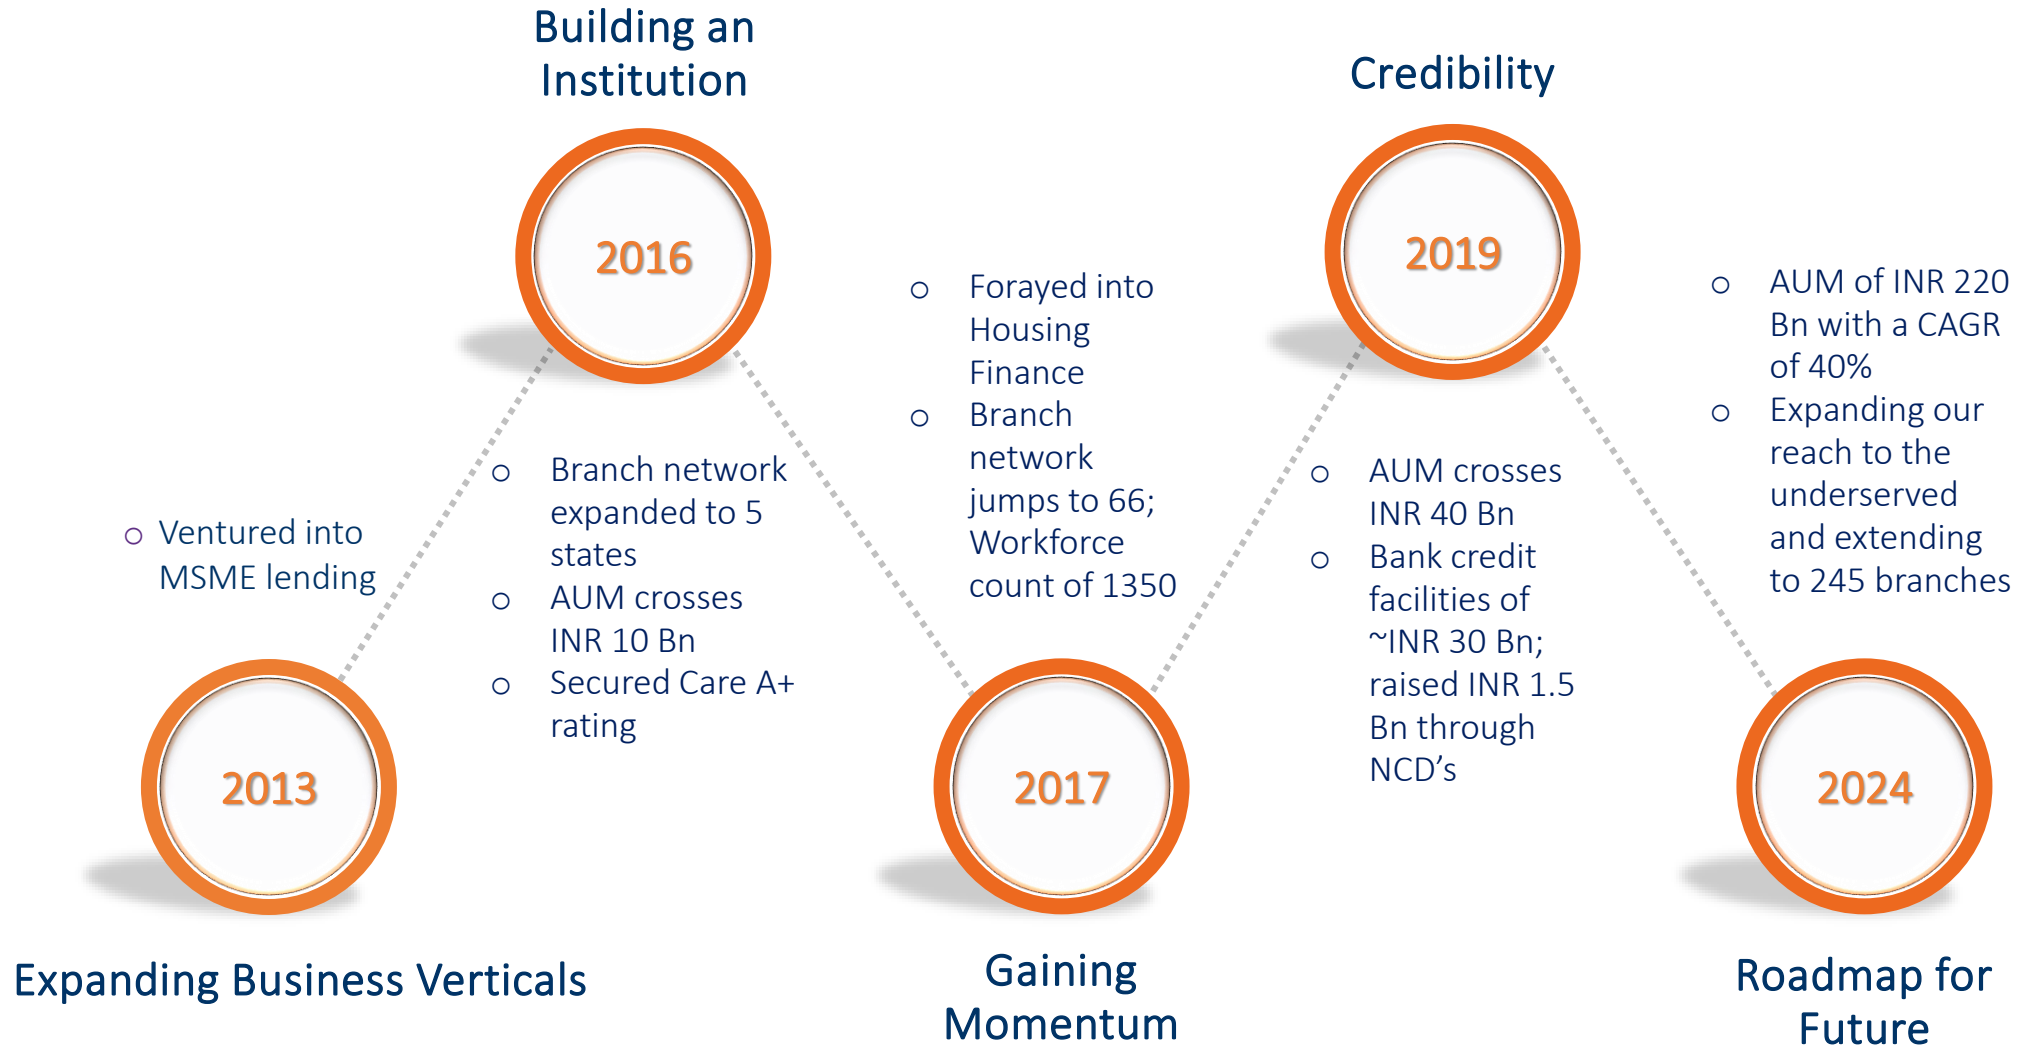 Building an
Institution
2016
Branch network
expanded to 5
states
AUM crosses
INR 10 Bn
Secured Care A+
rating
Credibility
2019
AUM crosses
INR 40 Bn
Bank credit
facilities of
~INR 30 Bn;
raised INR 1.5
Bn through
NCD’s
Ventured into
MSME lending
2013
Expanding Business Verticals
Forayed into
Housing
Finance
Branch
network
jumps to 66;
Workforce
count of 1350
2017
Gaining
Momentum
AUM of INR 220
Bn with a CAGR
of 40%
Expanding our
reach to the
underserved
and extending
to 245 branches
2024
Roadmap for
Future